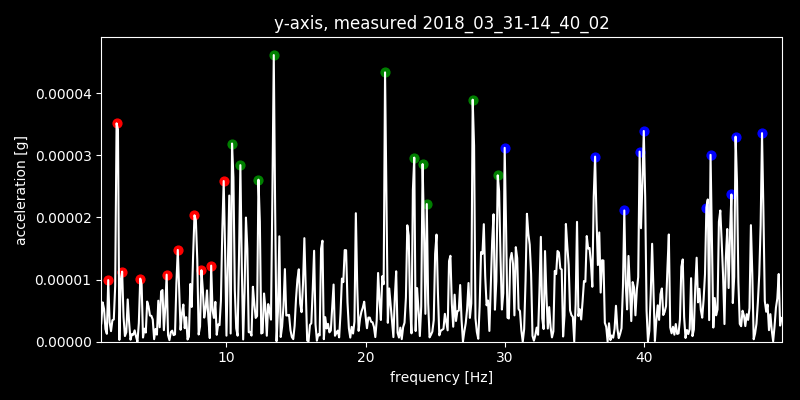 y-axis, measured 2018_03_31-14_40_02
acceleration [g]
0.00004
0.00003
0.00002
0.00001
0.00000
10 20 30 40
frequency [Hz]